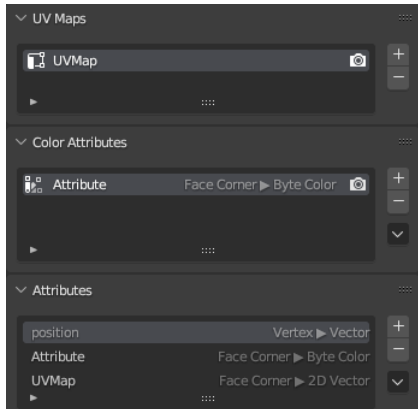 UV Maps
UVMap
Color Attributes
Attribute Face Corner ▶ Byte Color
Attributes
position Vertex ▶ Vector
Attribute Face Corner ▶ Byte Color
UVMap Face Corner ▶ 2D Vector